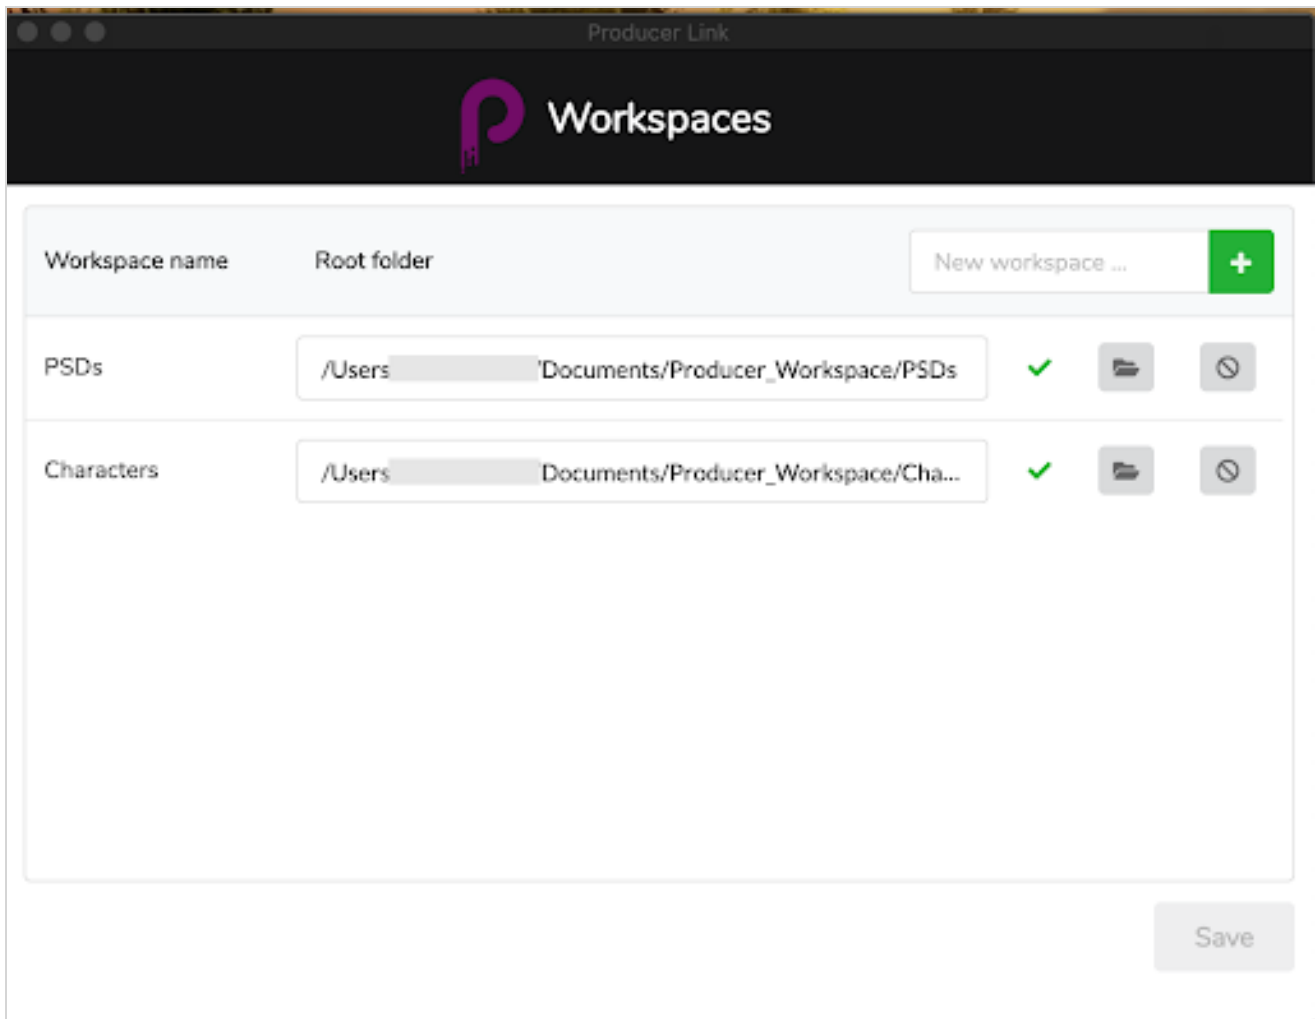 Producer Link
Workspaces
Workspace name Root folder New workspace ...
PSDs /Users /Documents/Producer_Workspace/PSDs
Characters /Users Documents/Producer_Workspace/Cha...
Save